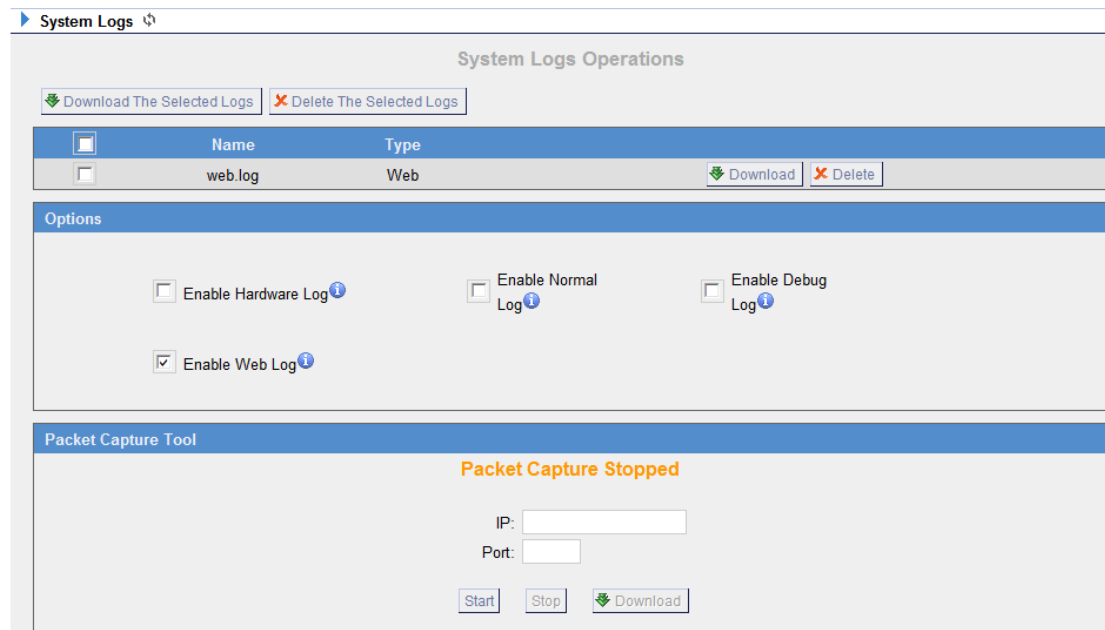 System Logs
System Logs Operations
Download The Selected Logs Delete The Selected Logs
Name Type
web.log Web Download Delete
Options
Enable Hardware Log
Enable Normal
Log
Enable Debug
Log
Enable Web Log
Packet Capture Tool
Packet Capture Stopped
IP:
Port:
Start Stop Download